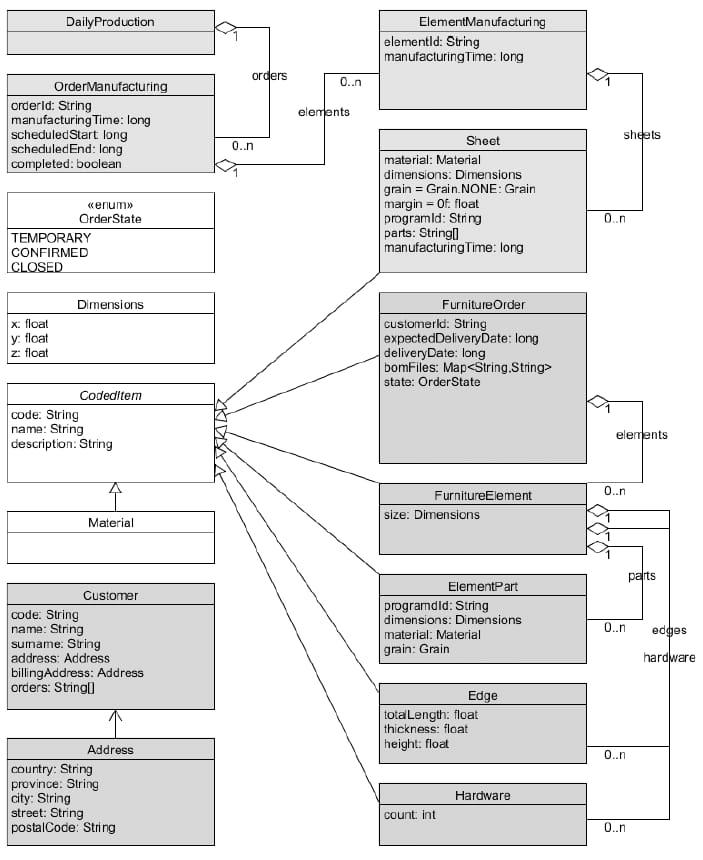 DailyProduction
1
orders
0..n
OrderManufacturing
orderId: String
manufacturingTime: long
scheduledStart: long
scheduledEnd: long
completed: boolean
1
elements
0..n
«enum»
OrderState
TEMPORARY
CONFIRMED
CLOSED
Dimensions
x: float
y: float
z: float
CodedItem
code: String
name: String
description: String
Material
Customer
code: String
name: String
surname: String
address: Address
billingAddress: Address
orders: String[]
Address
country: String
province: String
city: String
street: String
postalCode: String
ElementManufacturing
elementId: String
manufacturingTime: long
1
sheets
0..n
Sheet
material: Material
dimensions: Dimensions
grain = Grain.NONE: Grain
margin = 0f: float
programId: String
parts: String[]
manufacturingTime: long
FurnitureOrder
customerId: String
expectedDeliveryDate: long
deliveryDate: long
bomFiles: Map<String,String>
state: OrderState
1
elements
0..n
FurnitureElement
size: Dimensions
1
1
1
parts
0..n
edges
hardware
ElementPart
programdId: String
dimensions: Dimensions
material: Material
grain: Grain
Edge
totalLength: float
thickness: float
height: float
0..n
Hardware
count: int
0..n